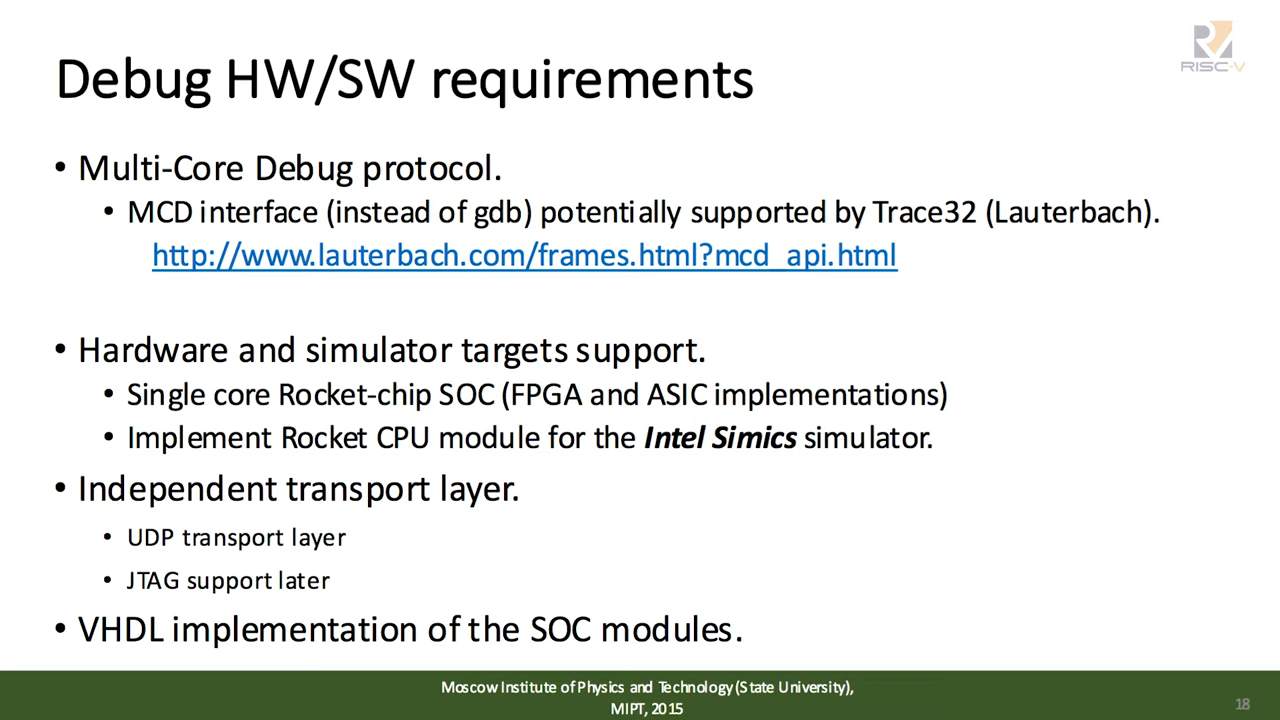 RISC-V
Debug HW/SW requirements
• Multi-Core Debug protocol.
• MCD interface (instead of gdb) potentially supported by Trace32 (Lauterbach).
http://www.lauterbach.com/frames.html?mcd_api.html
• Hardware and simulator targets support.
• Single core Rocket-chip SOC (FPGA and ASIC implementations)
• Implement Rocket CPU module for the Intel Simics simulator.
• Independent transport layer.
• UDP transport layer
• JTAG support later
• VHDL implementation of the SOC modules.
Moscow Institute of Physics and Technology (State University),
MIPT, 2015
18